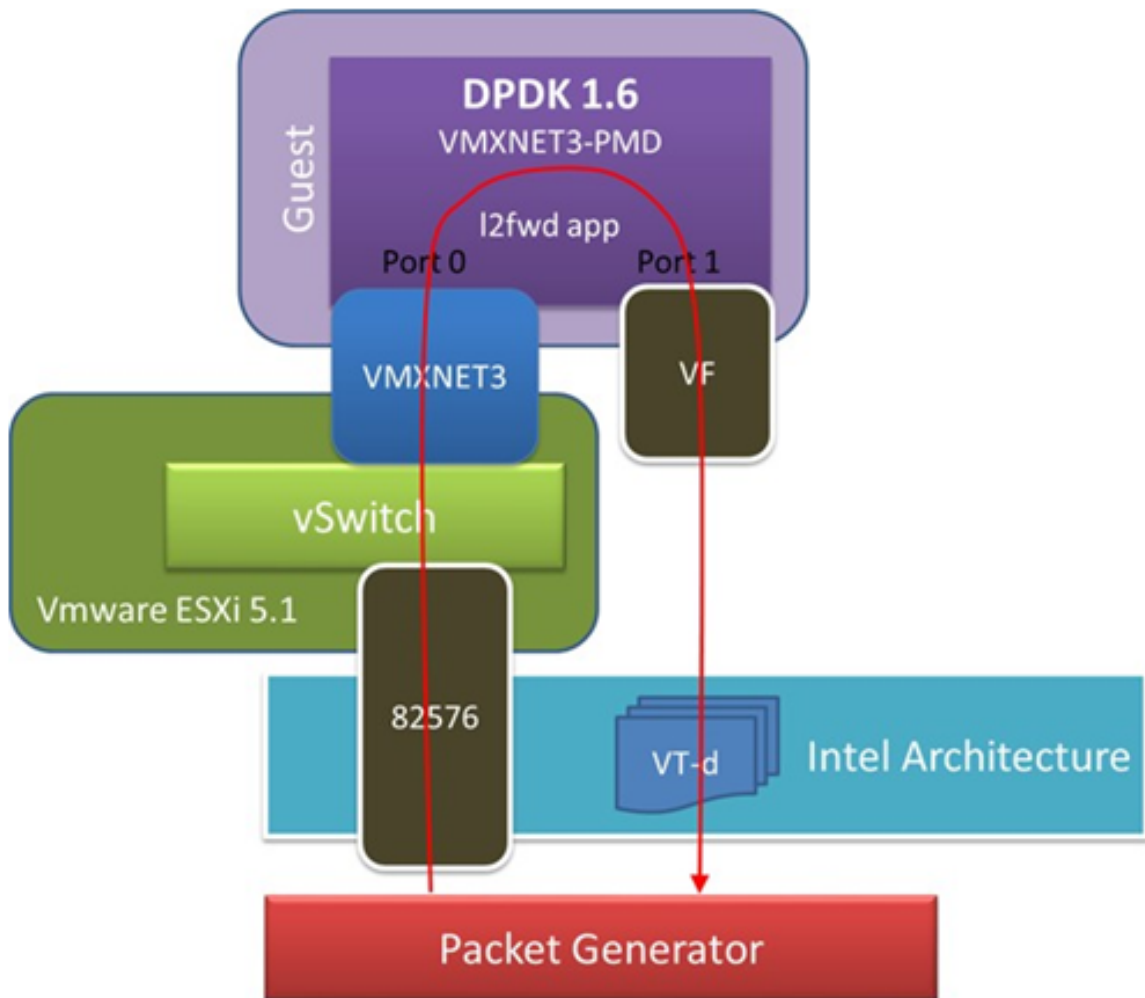 DPDK 1.6
VMXNET3-PMD
Guest
l2fwd app
Port 0
Port 1
VMXNET3
VF
vSwitch
Vmware ESXi 5.1
82576
VT-d
Intel Architecture
Packet Generator